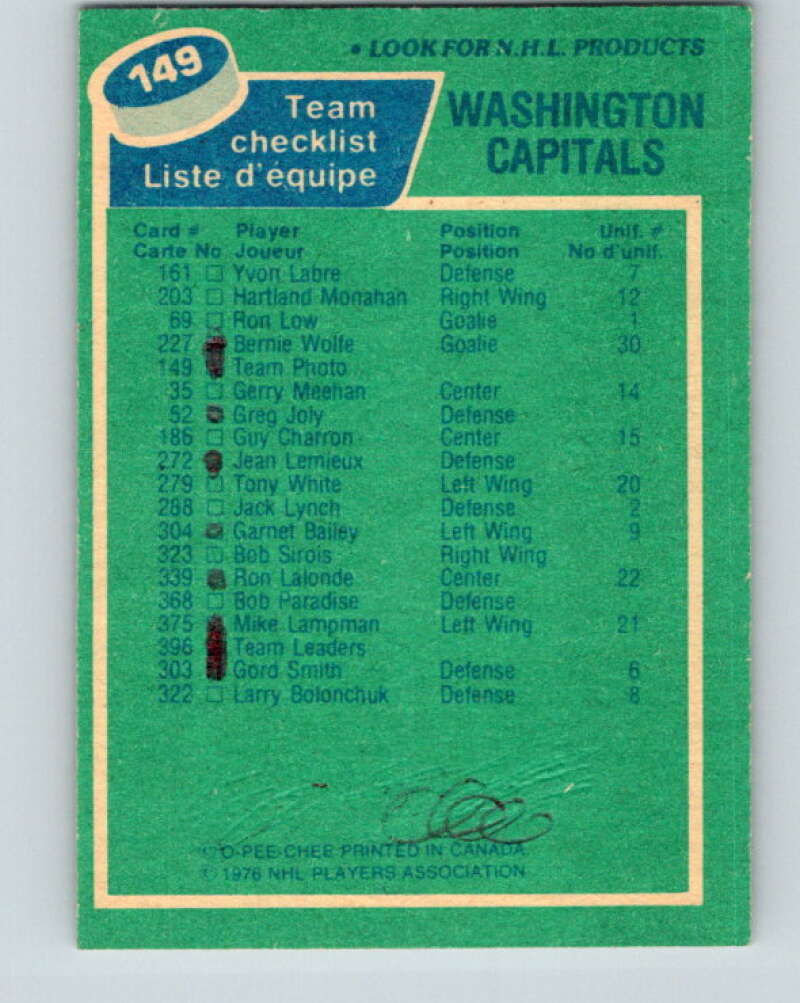 149
• LOOK FOR N.H.L. PRODUCTS
Team checklist
Liste d'équipe
WASHINGTON CAPITALS
Card # Player Position Unif. #
Carte No Joueur Position No d'unif.
161 Yvon Labre Defense 7
203 Hartland Monahan Right Wing 12
69 Ron Low Goalie 1
227 Bernie Wolfe Goalie 30
149 Team Photo
35 Gerry Meehan Center 14
52 Greg Joly Defense
186 Guy Charron Center 15
272 Jean Lemieux Defense
279 Tony White Left Wing 20
288 Jack Lynch Defense 2
304 Garnet Bailey Left Wing 9
323 Bob Sirois Right Wing
339 Ron Lalonde Center 22
368 Bob Paradise Defense
375 Mike Lampman Left Wing 21
396 Team Leaders
303 Gord Smith Defense 6
322 Larry Bolonchuk Defense 8
© O-PEE-CHEE PRINTED IN CANADA
© 1976 NHL PLAYERS ASSOCIATION